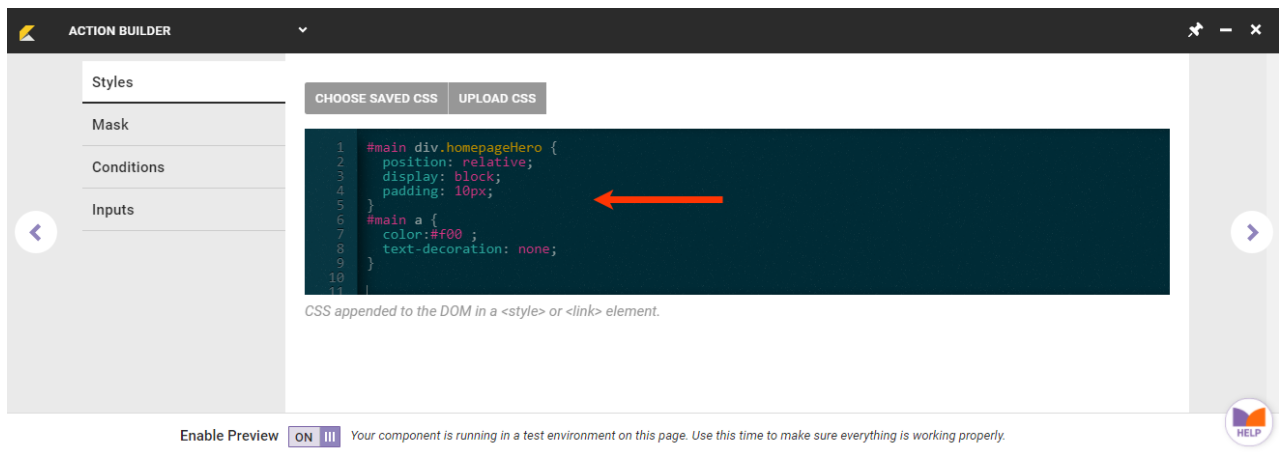 ACTION BUILDER
Styles
Mask
Conditions
Inputs
CHOOSE SAVED CSS UPLOAD CSS
1 #main div.homepageHero {
2 position: relative;
3 display: block;
4 padding: 10px;
5 }
6 #main a {
7 color:#f00 ;
8 text-decoration: none;
9 }
10
11
CSS appended to the DOM in a <style> or <link> element.
Enable Preview ON Your component is running in a test environment on this page. Use this time to make sure everything is working properly.
HELP